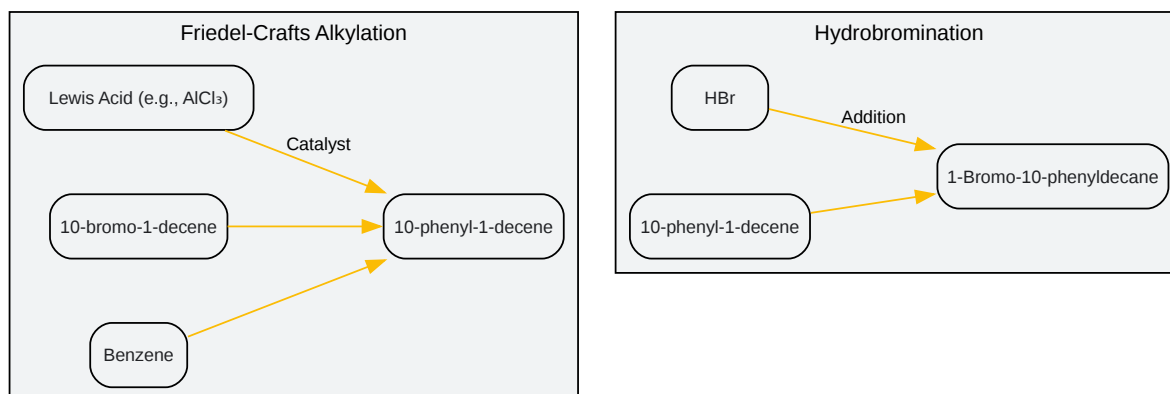 Friedel-Crafts Alkylation
Lewis Acid (e.g., AlCl₃)
Catalyst
10-bromo-1-decene
10-phenyl-1-decene
Benzene
Hydrobromination
HBr
Addition
1-Bromo-10-phenyldecane
10-phenyl-1-decene